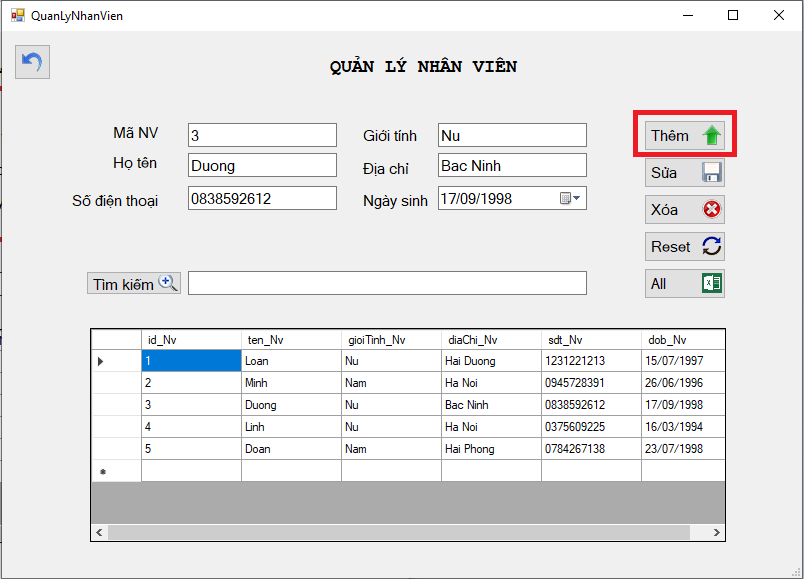 QuanLyNhanVien
QUẢN LÝ NHÂN VIÊN
Mã NV 3 Giới tính Nu Thêm
Họ tên Duong Địa chỉ Bac Ninh Sửa
Số điện thoại 0838592612 Ngày sinh 17/09/1998 Xóa
Reset
Tìm kiếm All
id_Nv ten_Nv gioiTinh_Nv diaChi_Nv sdt_Nv dob_Nv
1 Loan Nu Hai Duong 1231221213 15/07/1997
2 Minh Nam Ha Noi 0945728391 26/06/1996
3 Duong Nu Bac Ninh 0838592612 17/09/1998
4 Linh Nu Ha Noi 0375609225 16/03/1994
5 Doan Nam Hai Phong 0784267138 23/07/1998